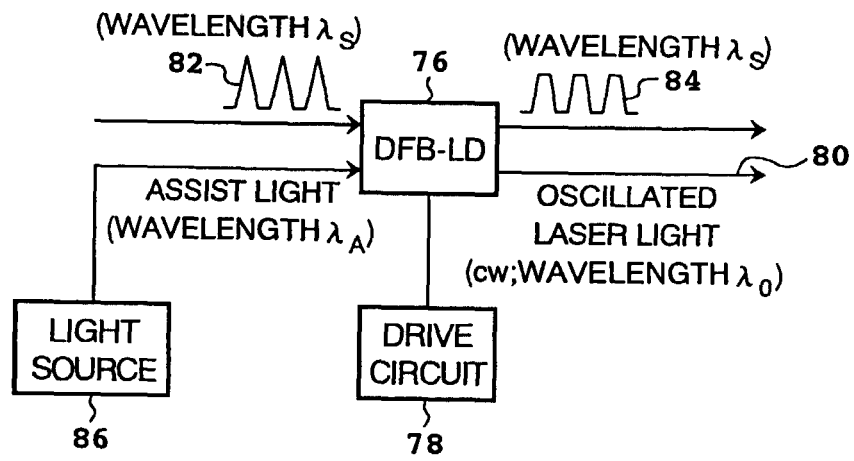 (WAVELENGTH λS)
82
76
(WAVELENGTH λS)
84
DFB-LD
80
ASSIST LIGHT
(WAVELENGTH λA)
OSCILLATED
LASER LIGHT
(cw;WAVELENGTH λ0)
LIGHT
SOURCE
DRIVE
CIRCUIT
86
78